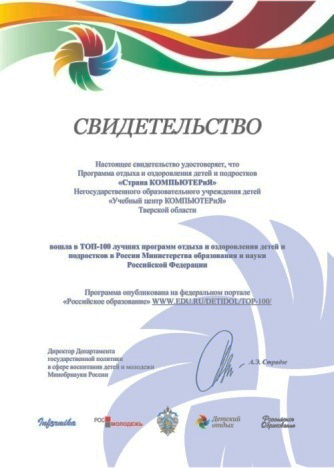 СВИДЕТЕЛЬСТВО
Настоящее свидетельство удостоверяет, что
Программа отдыха и оздоровления детей и подростков
«Страна КОМПЬЮТЕРиЯ»
Негосударственного образовательного учреждения детей
«Учебный центр КОМПЬЮТЕРиЯ»
Тверской области
вошла в ТОП-100 лучших программ отдыха и оздоровления детей и
подростков в России Министерства образования и науки
Российской Федерации
Программа опубликована на федеральном портале
«Российское образование» WWW.EDU.RU/DETIDOL/TOP-100/
Директор Департамента
государственной политики
в сфере воспитания детей и молодежи
Минобрнауки России
А.Э. Страдзе
Informika
РОСМОЛОДЕЖЬ
Детский
отдых
Российское
Образование